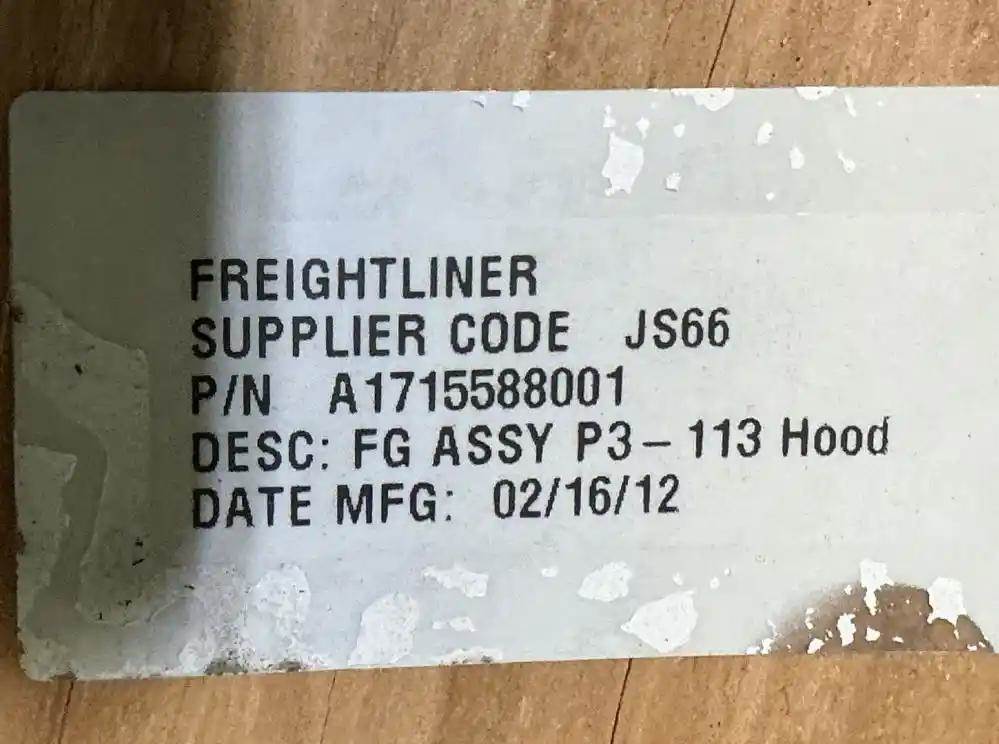 FREIGHTLINER
SUPPLIER CODE JS66
P/N A1715588001
DESC: FG ASSY P3-113 Hood
DATE MFG: 02/16/12